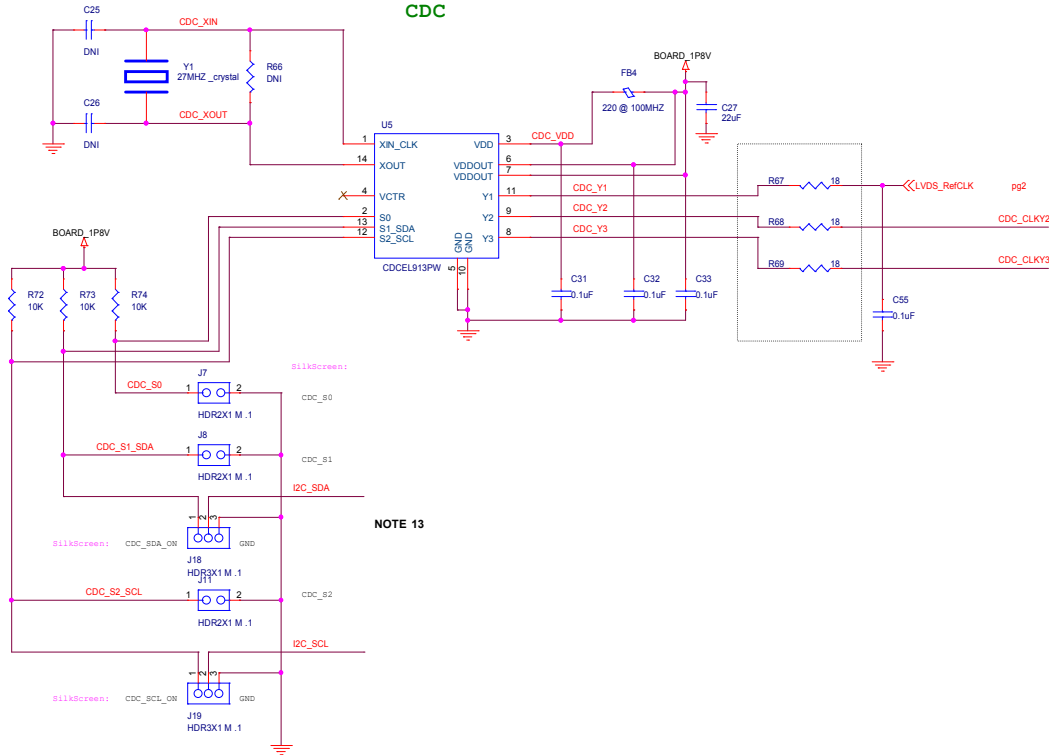 CDC
C25
CDC_XIN
DNI
Y1
27MHZ _crystal
R66
DNI
C26
CDC_XOUT
DNI
BOARD_1P8V
FB4
220 @ 100MHZ
C27
22uF
U5
1
XIN_CLK
VDD
3
CDC_VDD
14
XOUT
VDDOUT
6
VDDOUT
7
4
VCTR
Y1
11
CDC_Y1
2
S0
Y2
9
CDC_Y2
13
S1_SDA
12
S2_SCL
Y3
8
CDC_Y3
GND
GND
CDCEL913PW
5
10
R67
18
LVDS_RefCLK
pg2
R68
18
CDC_CLKY2
R69
18
CDC_CLKY3
C31
0.1uF
C32
0.1uF
C33
0.1uF
C55
0.1uF
BOARD_1P8V
R72
10K
R73
10K
R74
10K
SilkScreen:
J7
CDC_S0
1
2
CDC_S0
HDR2X1 M .1
J8
CDC_S1_SDA
1
2
CDC_S1
HDR2X1 M .1
I2C_SDA
1
2
3
NOTE 13
SilkScreen:
CDC_SDA_ON
GND
J18
HDR3X1 M .1
J11
CDC_S2_SCL
1
2
CDC_S2
HDR2X1 M .1
I2C_SCL
1
2
3
SilkScreen:
CDC_SCL_ON
GND
J19
HDR3X1 M .1